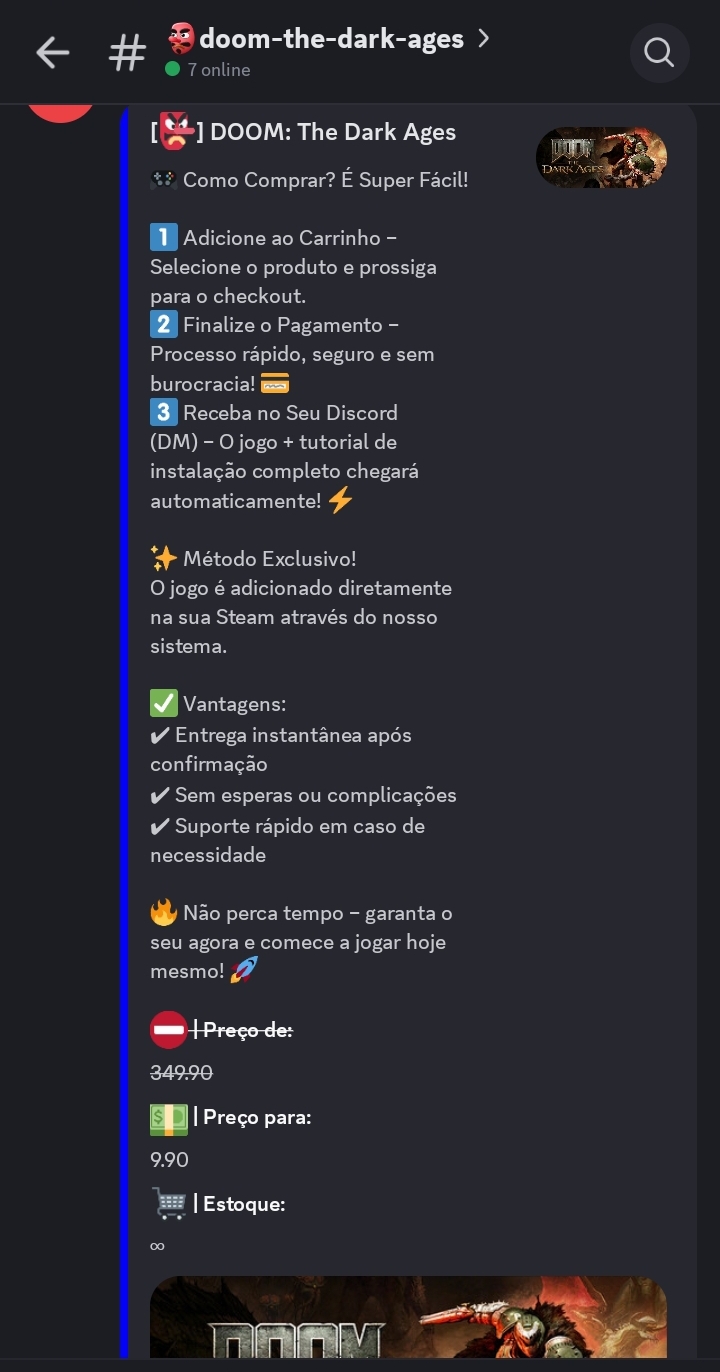 doom-the-dark-ages
7 online
[👺] DOOM: The Dark Ages
DOOM
THE
DARK AGES
🎮 Como Comprar? É Super Fácil!
1️⃣ Adicione ao Carrinho –
Selecione o produto e prossiga
para o checkout.
2️⃣ Finalize o Pagamento –
Processo rápido, seguro e sem
burocracia! 💳
3️⃣ Receba no Seu Discord
(DM) – O jogo + tutorial de
instalação completo chegará
automaticamente! ⚡
✨ Método Exclusivo!
O jogo é adicionado diretamente
na sua Steam através do nosso
sistema.
✅ Vantagens:
✔ Entrega instantânea após
confirmação
✔ Sem esperas ou complicações
✔ Suporte rápido em caso de
necessidade
🔥 Não perca tempo – garanta o
seu agora e comece a jogar hoje
mesmo! 🚀
⛔ | Preço de:
349.90
💵 | Preço para:
9.90
🛒 | Estoque:
∞
DOOM